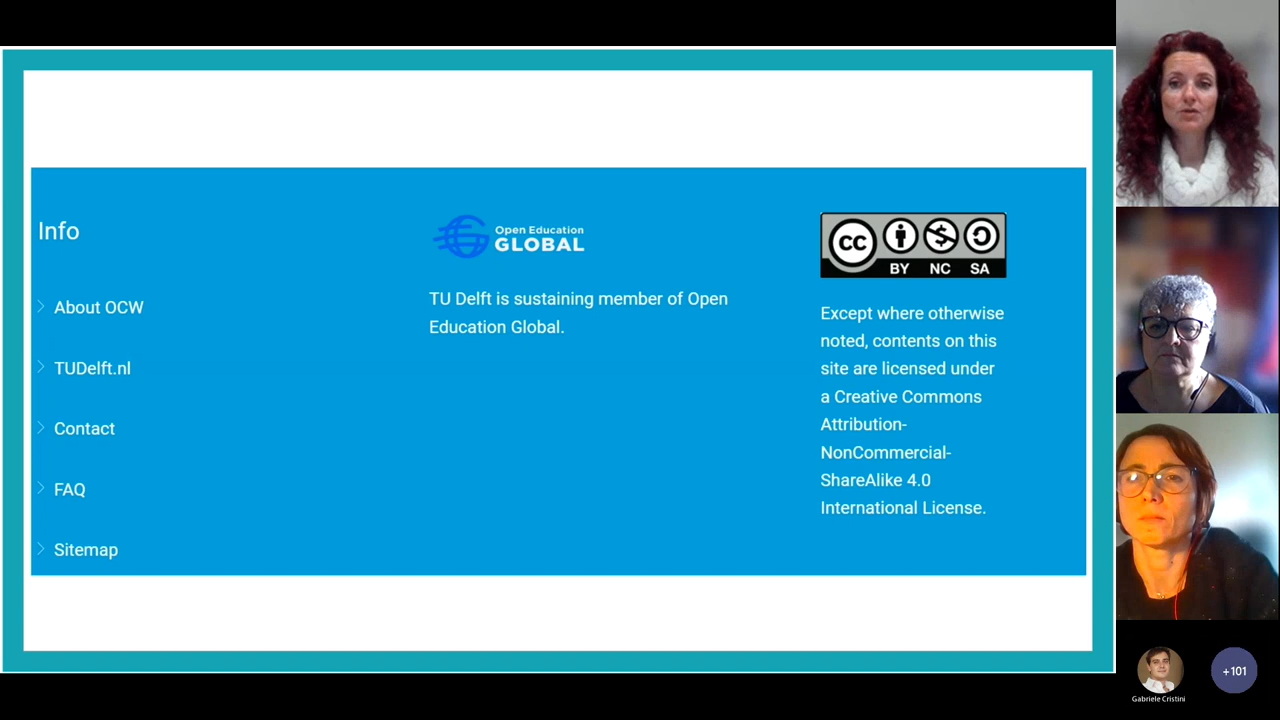 Info
About OCW
TUDelft.nl
Contact
FAQ
Sitemap
Open Education
GLOBAL
TU Delft is sustaining member of Open
Education Global.
CC
BY NC SA
Except where otherwise
noted, contents on this
site are licensed under
a Creative Commons
Attribution-
NonCommercial-
ShareAlike 4.0
International License.
Gabriele Cristini
+101